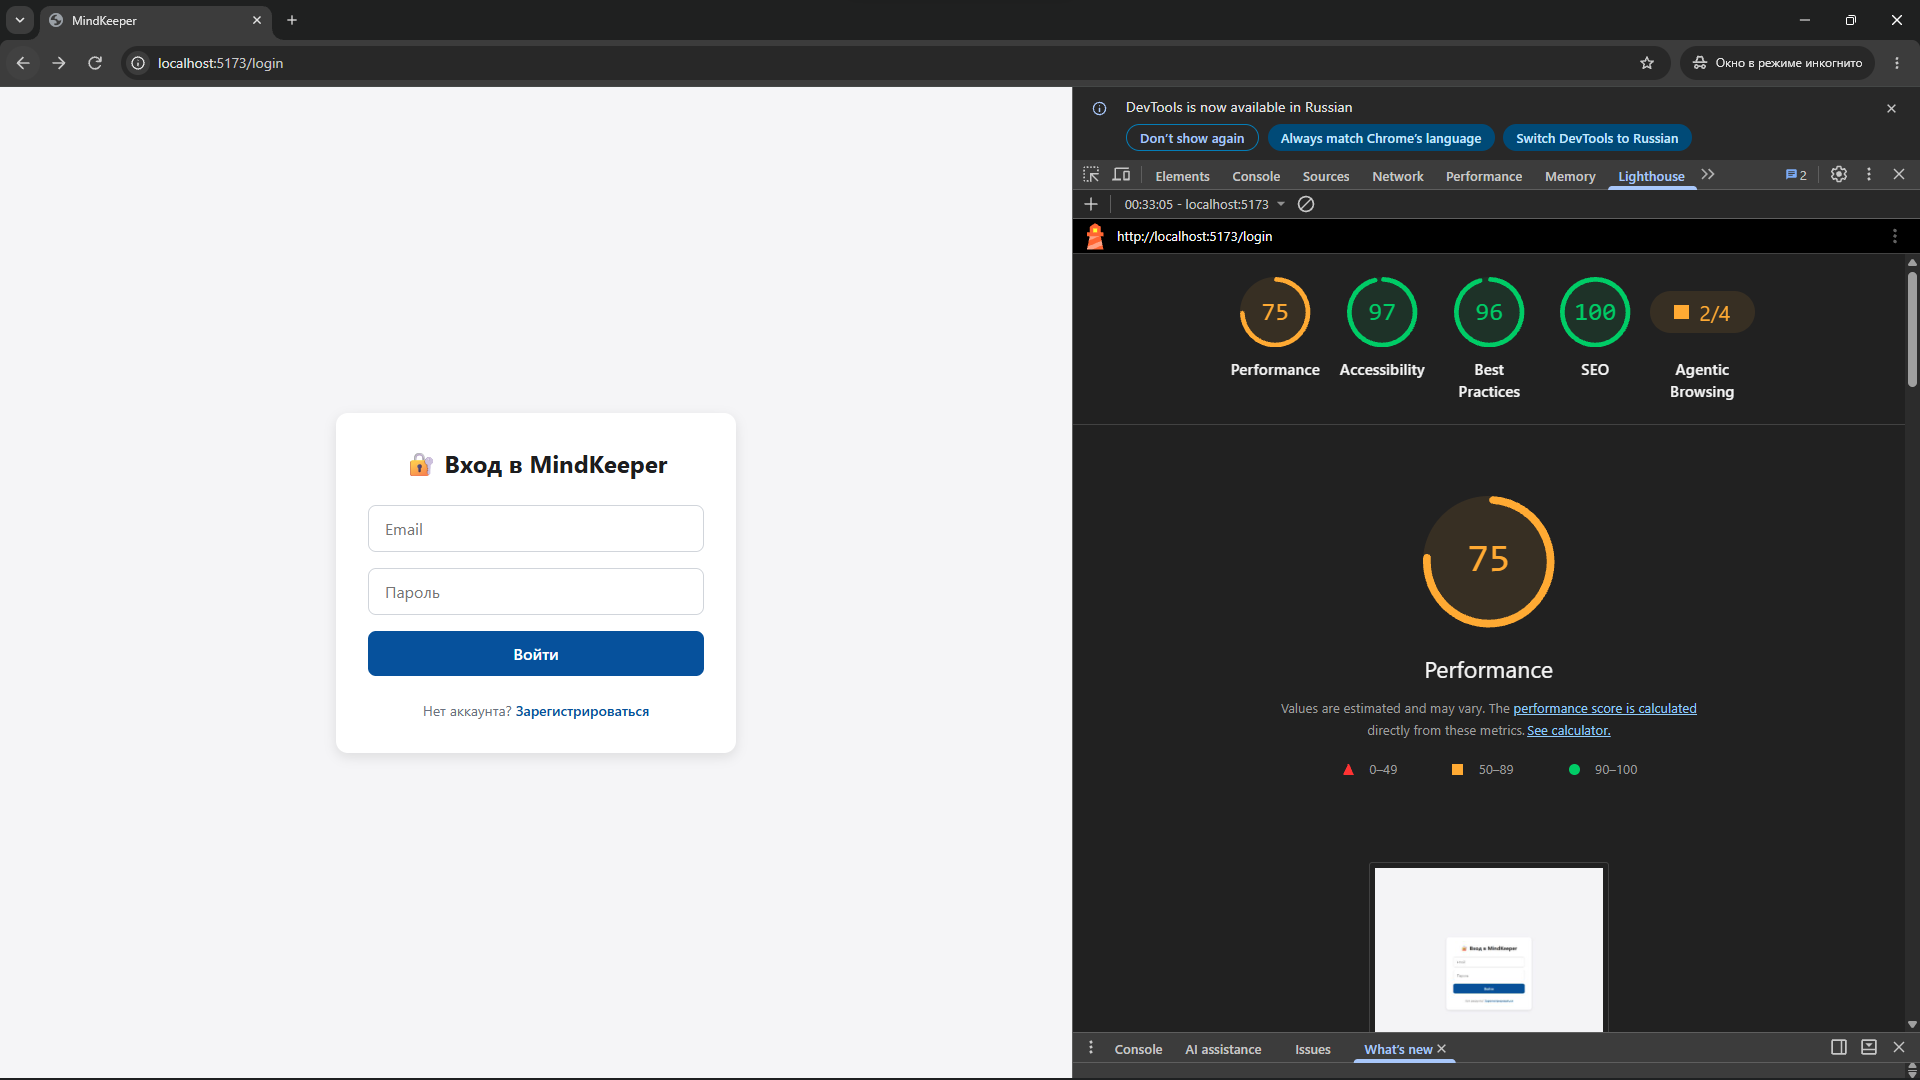 MindKeeper
localhost:5173/login
Окно в режиме инкогнито
Вход в MindKeeper
Email
Пароль
Войти
Нет аккаунта? Зарегистрироваться
DevTools is now available in Russian
Don't show again
Always match Chrome's language
Switch DevTools to Russian
Elements Console Sources Network Performance Memory Lighthouse 2
00:33:05 - localhost:5173
http://localhost:5173/login
75 97 96 100 2/4
Performance Accessibility Best Practices SEO Agentic Browsing
75
Performance
Values are estimated and may vary. The performance score is calculated
directly from these metrics. See calculator.
0–49 50–89 90–100
Вход в MindKeeper
Console AI assistance Issues What's new